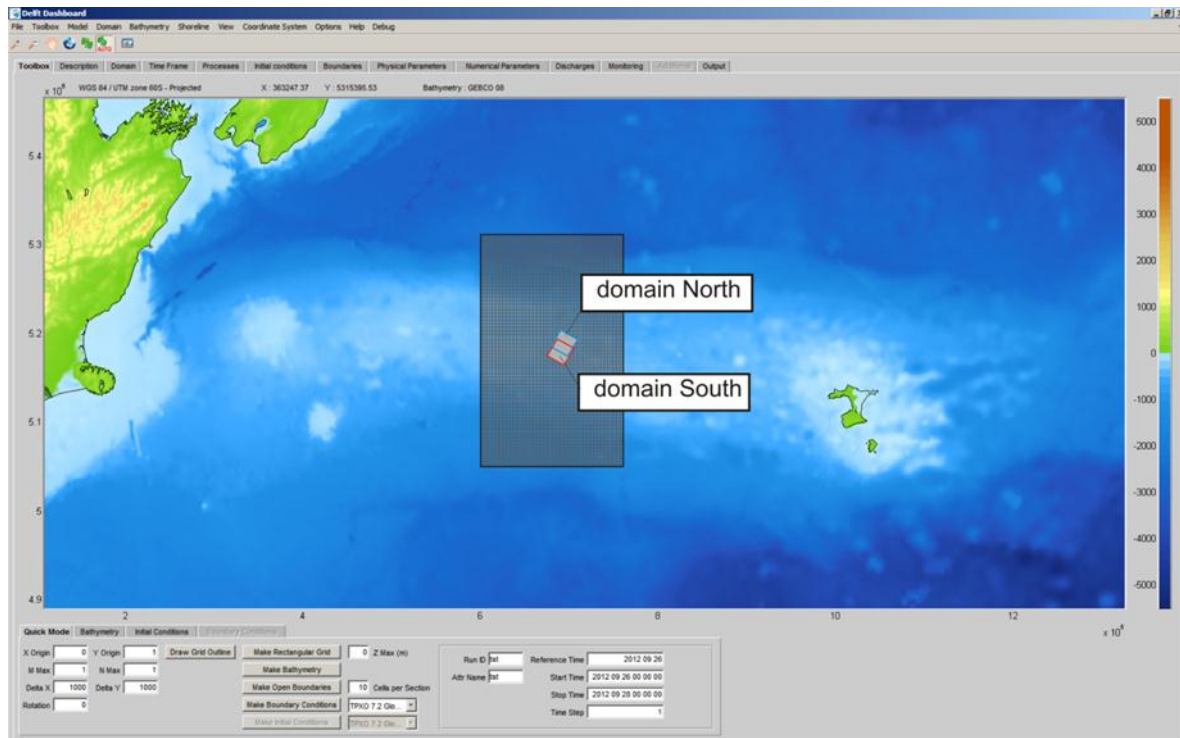 Delft Dashboard
File Toolbox Model Domain Bathymetry Shoreline View Coordinate System Options Help Debug
AUTO
Toolbox Description Domain Time Frame Processes Initial conditions Boundaries Physical Parameters Numerical Parameters Discharges Monitoring Additional Output
x 10⁶ WGS 84 / UTM zone 60S - Projected X : 363247.37 Y : 5315395.53 Bathymetry : GEBCO 08
5.4
5.3
5.2
5.1
5
4.9
domain North
domain South
5000
4000
3000
2000
1000
0
-1000
-2000
-3000
-4000
-5000
2 4 6 8 10 12
Quick Mode Bathymetry Initial Conditions Boundary Conditions
X Origin 0 Y Origin 1 Draw Grid Outline Make Rectangular Grid 0 Z Max (m)
M Max 1 N Max 1 Make Bathymetry
Delta X 1000 Delta Y 1000 Make Open Boundaries 10 Cells per Section
Rotation 0 Make Boundary Conditions TPXO 7.2 Glo...
Make Initial Conditions TPXO 7.2 Glo...
Run ID tst Reference Time 2012 09 26
Attr Name tst Start Time 2012 09 26 00 00 00
Stop Time 2012 09 28 00 00 00
Time Step 1